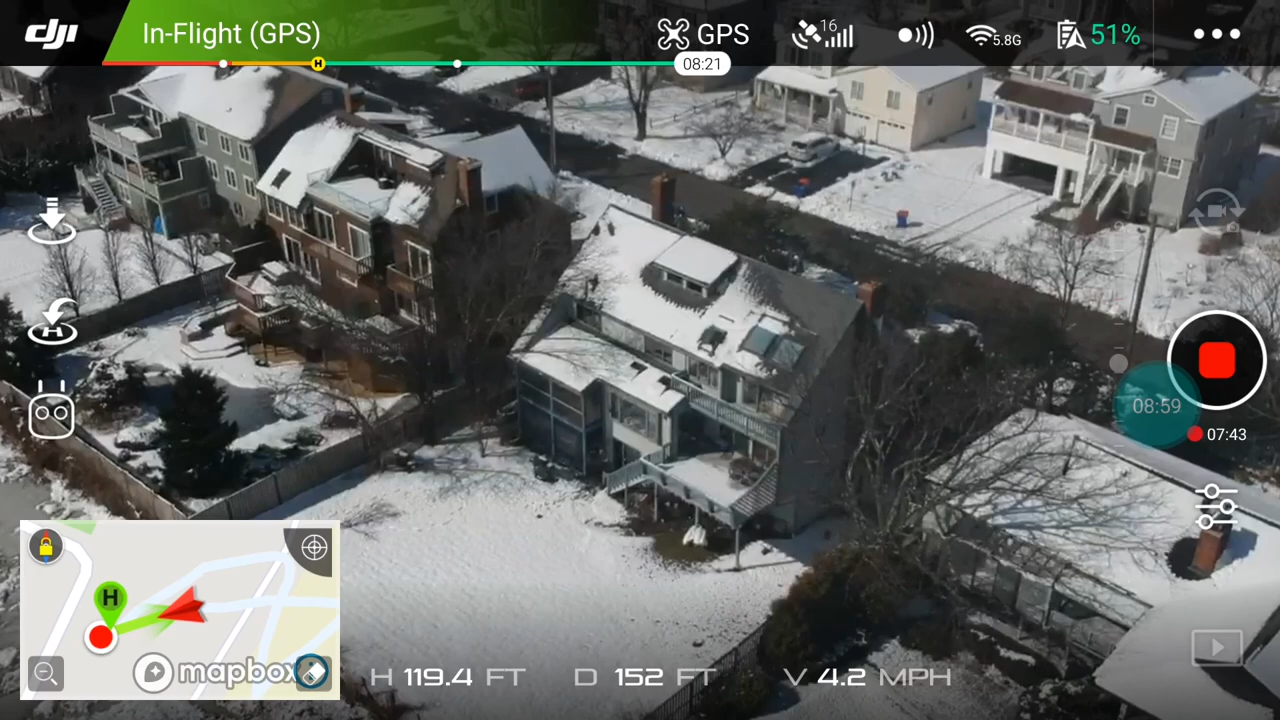 dji In-Flight (GPS) GPS 16 5.8G 51%
H 08:21
08:59
07:43
H
mapbox
H 119.4 FT D 152 FT V 4.2 MPH